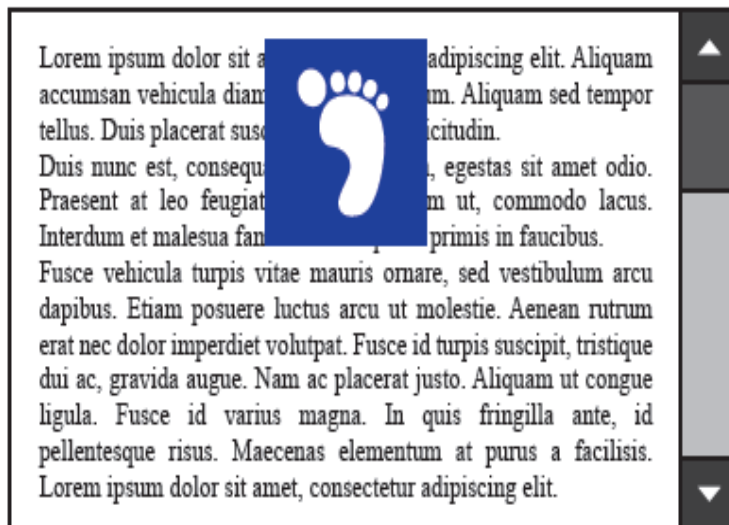 Lorem ipsum dolor sit a adipiscing elit. Aliquam
accumsan vehicula diam um. Aliquam sed tempor
tellus. Duis placerat susc icitudin.
Duis nunc est, consequ , egestas sit amet odio.
Praesent at leo feugiat m ut, commodo lacus.
Interdum et malesua fam primis in faucibus.
Fusce vehicula turpis vitae mauris ornare, sed vestibulum arcu
dapibus. Etiam posuere luctus arcu ut molestie. Aenean rutrum
erat nec dolor imperdiet volutpat. Fusce id turpis suscipit, tristique
dui ac, gravida augue. Nam ac placerat justo. Aliquam ut congue
ligula. Fusce id varius magna. In quis fringilla ante, id
pellentesque risus. Maecenas elementum at purus a facilisis.
Lorem ipsum dolor sit amet, consectetur adipiscing elit.